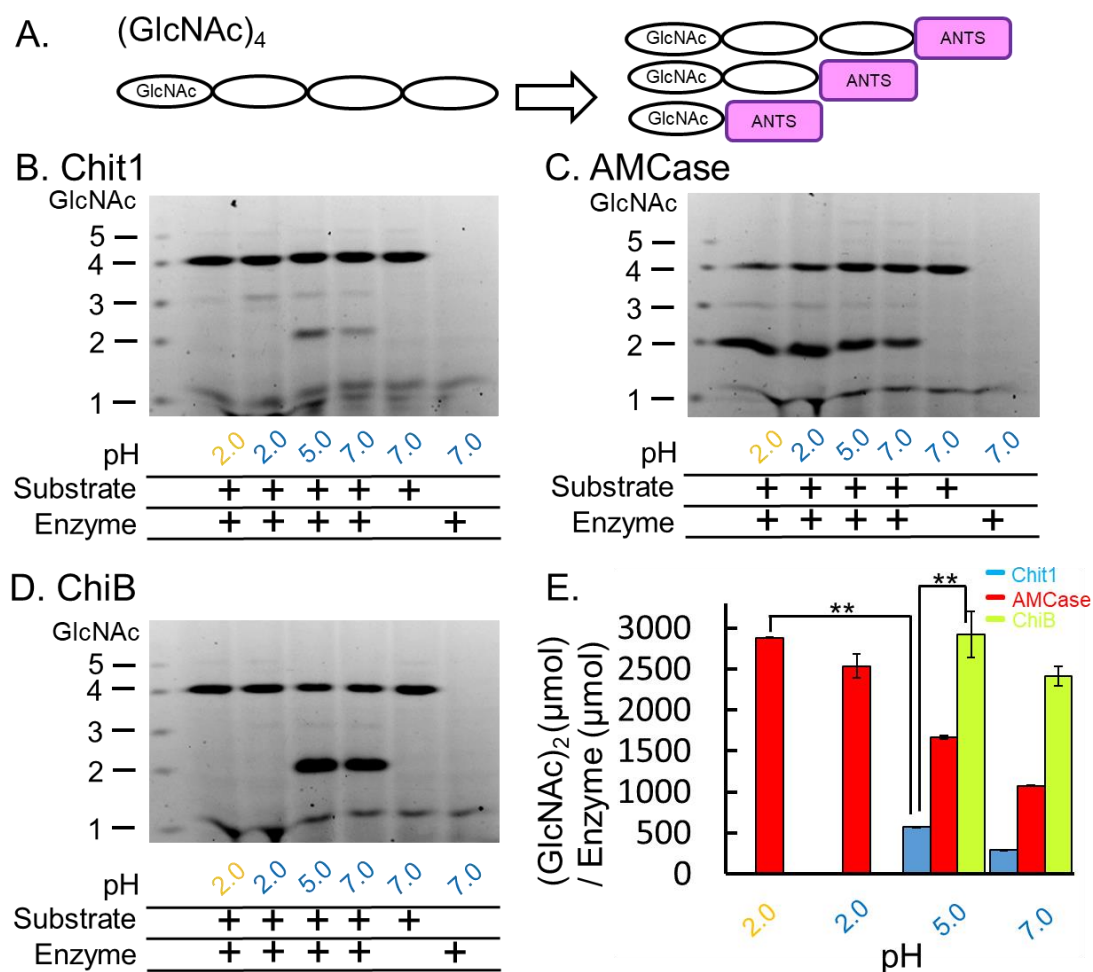 A. (GlcNAc)4
GlcNAc
GlcNAc ANTS
GlcNAc ANTS
GlcNAc ANTS
B. Chit1
GlcNAc
5
4
3
2
1
pH 2.0 2.0 5.0 7.0 7.0 7.0
Substrate + + + + +
Enzyme + + + + +
C. AMCase
GlcNAc
5
4
3
2
1
pH 2.0 2.0 5.0 7.0 7.0 7.0
Substrate + + + + +
Enzyme + + + + +
D. ChiB
GlcNAc
5
4
3
2
1
pH 2.0 2.0 5.0 7.0 7.0 7.0
Substrate + + + + +
Enzyme + + + + +
E.
Chit1
AMCase
ChiB
**
**
(GlcNAc)2 (μmol)
/ Enzyme (μmol)
3000
2500
2000
1500
1000
500
0
2.0 2.0 5.0 7.0
pH